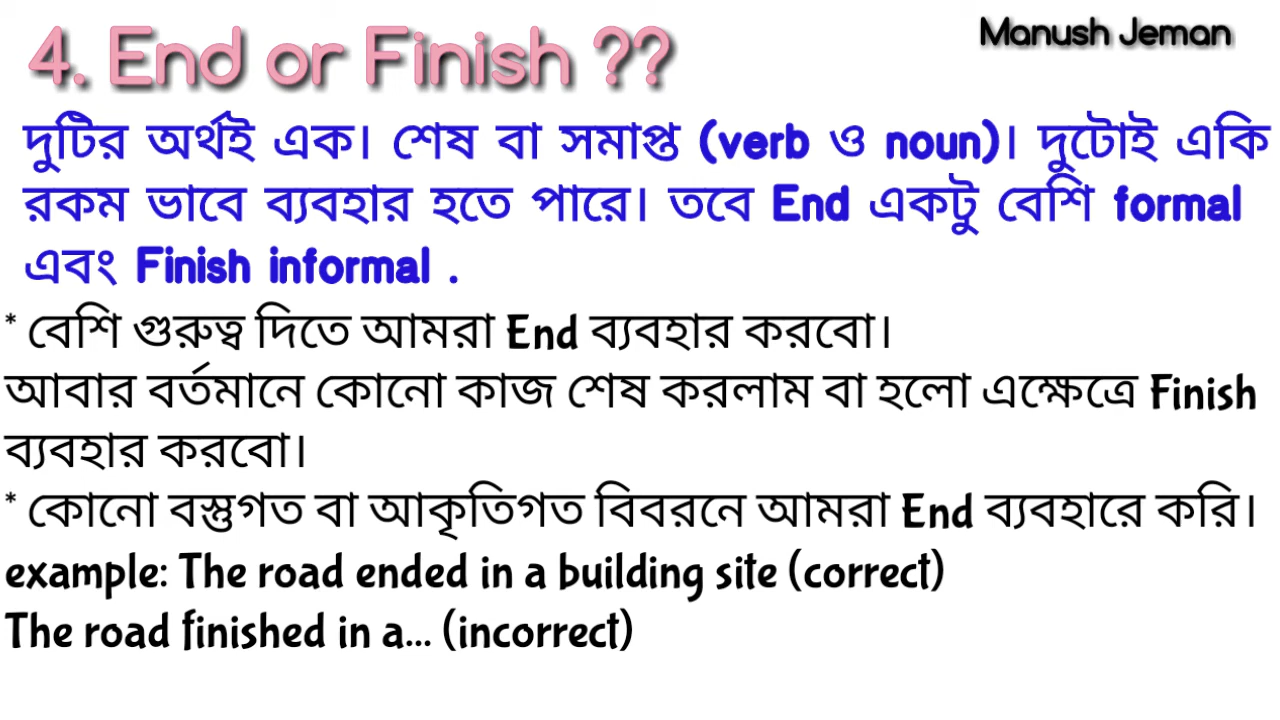 4. End or Finish ??
Manush Jeman
দুটির অর্থই এক। শেষ বা সমাপ্ত (verb ও noun)। দুটোই একি
রকম ভাবে ব্যবহার হতে পারে। তবে End একটু বেশি formal
এবং Finish informal .
* বেশি গুরুত্ব দিতে আমরা End ব্যবহার করবো।
আবার বর্তমানে কোনো কাজ শেষ করলাম বা হলো এক্ষেত্রে Finish
ব্যবহার করবো।
* কোনো বস্তুগত বা আকৃতিগত বিবরনে আমরা End ব্যবহারে করি।
example: The road ended in a building site (correct)
The road finished in a... (incorrect)